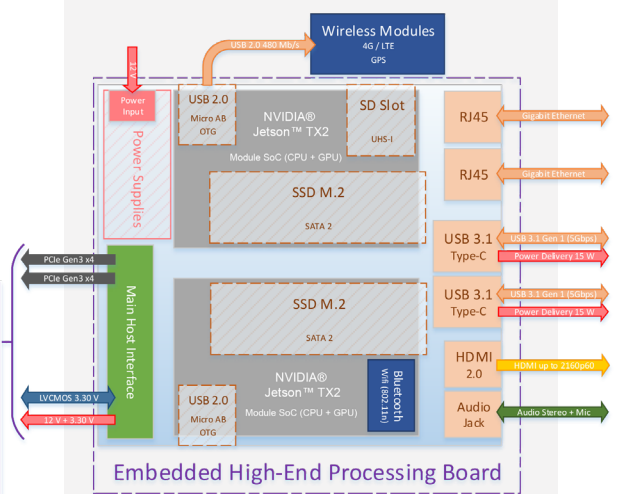 Wireless Modules
4G / LTE
GPS
USB 2.0 480 Mb/s
12 V
Power
Input
Power Supplies
USB 2.0
Micro AB
OTG
NVIDIA®
Jetson™ TX2
Module SoC (CPU + GPU)
SD Slot
UHS-I
SSD M.2
SATA 2
RJ45
Gigabit Ethernet
RJ45
Gigabit Ethernet
USB 3.1
Type-C
USB 3.1 Gen 1 (5Gbps)
Power Delivery 15 W
USB 3.1
Type-C
USB 3.1 Gen 1 (5Gbps)
Power Delivery 15 W
PCIe Gen3 x4
PCIe Gen3 x4
Main Host Interface
LVCMOS 3.30 V
12 V + 3.30 V
SSD M.2
SATA 2
NVIDIA®
Jetson™ TX2
Module SoC (CPU + GPU)
USB 2.0
Micro AB
OTG
Bluetooth
Wifi (802.11n)
HDMI
2.0
HDMI up to 2160p60
Audio
Jack
Audio Stereo + Mic
Embedded High-End Processing Board